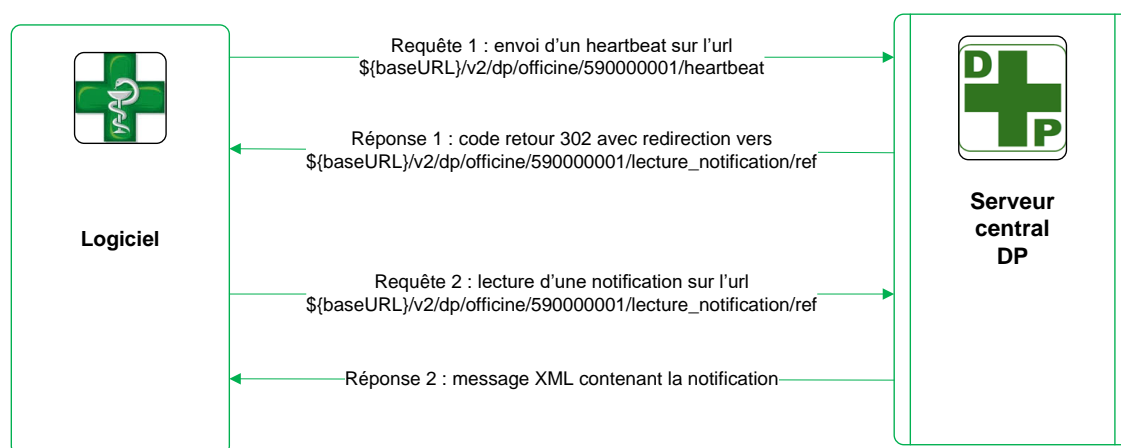 Requête 1 : envoi d'un heartbeat sur l'url
${baseURL}/v2/dp/officine/590000001/heartbeat
D
P
Réponse 1 : code retour 302 avec redirection vers
${baseURL}/v2/dp/officine/590000001/lecture_notification/ref
Logiciel
Serveur
central
DP
Requête 2 : lecture d'une notification sur l'url
${baseURL}/v2/dp/officine/590000001/lecture_notification/ref
Réponse 2 : message XML contenant la notification